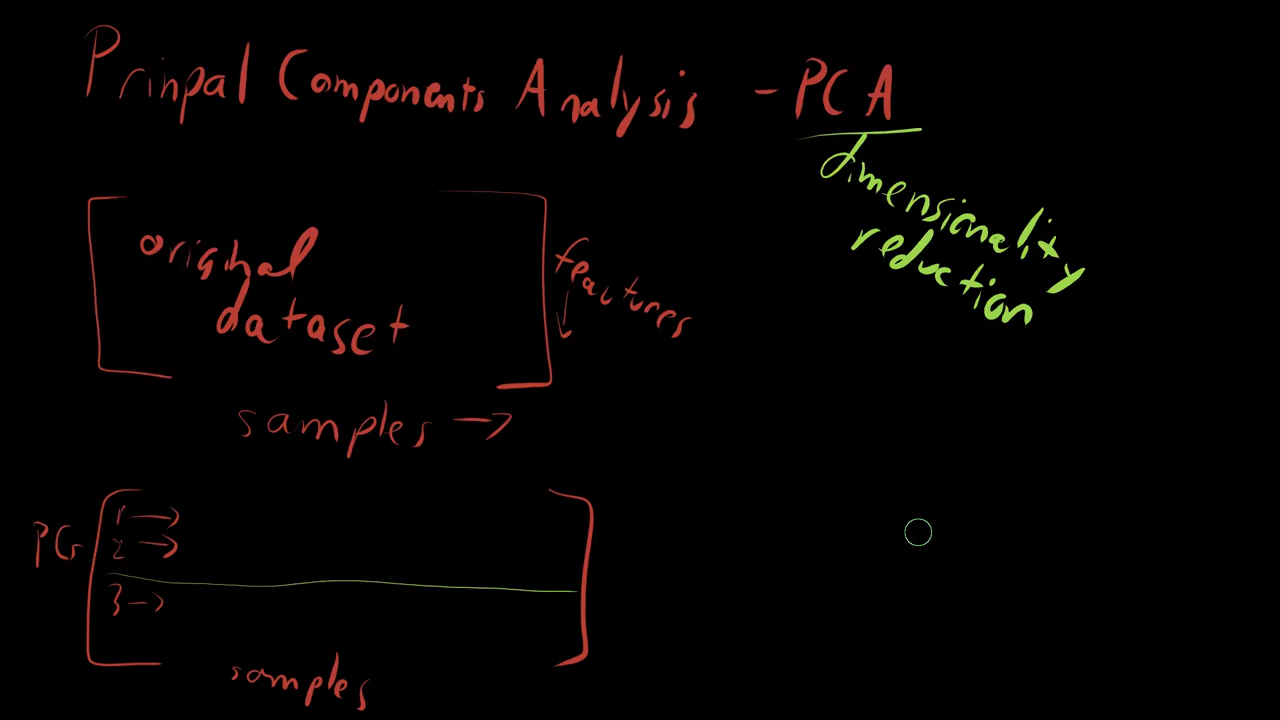 Prinpal Components Analysis - PCA
dimensionality
reduction
original
dataset
features
↓
samples →
PCs
1 →
2 →
3 →
samples